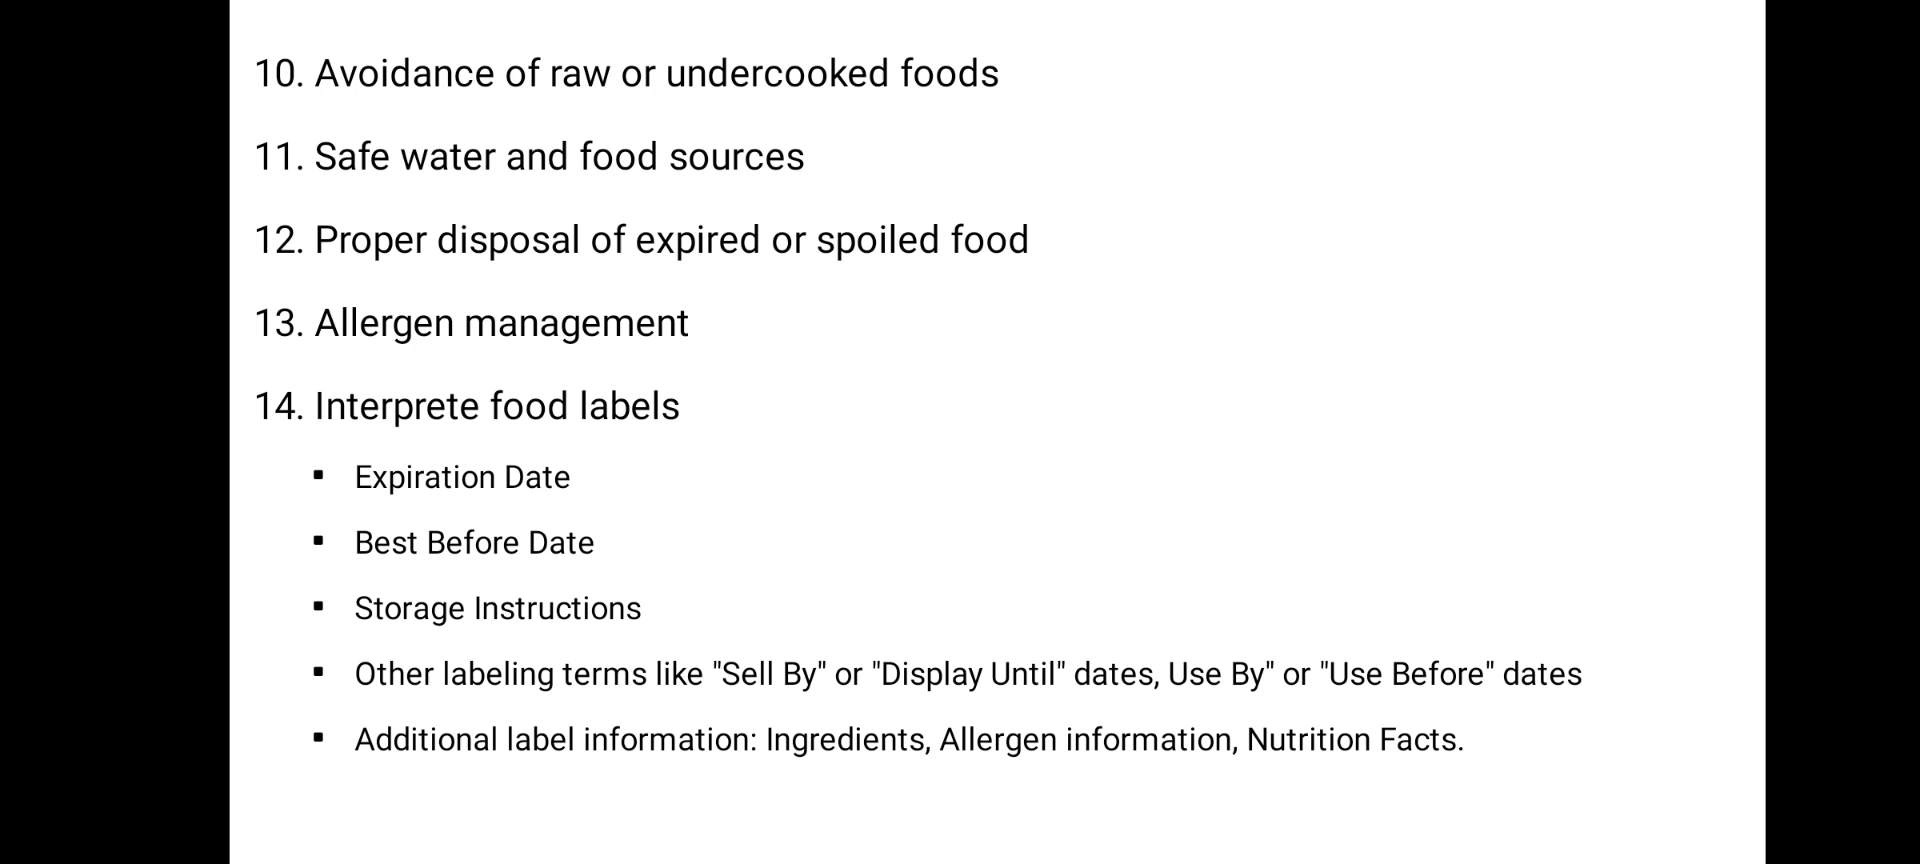 10. Avoidance of raw or undercooked foods
11. Safe water and food sources
12. Proper disposal of expired or spoiled food
13. Allergen management
14. Interprete food labels
▪ Expiration Date
▪ Best Before Date
▪ Storage Instructions
▪ Other labeling terms like "Sell By" or "Display Until" dates, Use By" or "Use Before" dates
▪ Additional label information: Ingredients, Allergen information, Nutrition Facts.